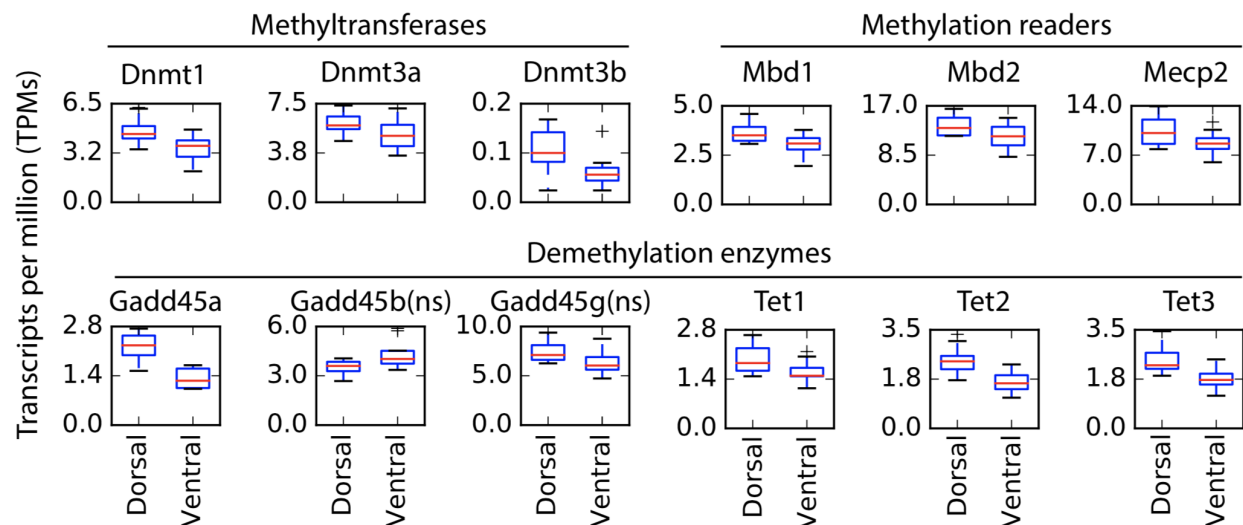 Transcripts per million (TPMs)
Methyltransferases Methylation readers
Dnmt1 Dnmt3a Dnmt3b Mbd1 Mbd2 Mecp2
6.5 7.5 0.2 5.0 17.0 14.0
3.2 3.8 0.1 2.5 8.5 7.0
0.0 0.0 0.0 0.0 0.0 0.0
Demethylation enzymes
Gadd45a Gadd45b(ns) Gadd45g(ns) Tet1 Tet2 Tet3
2.8 6.0 10.0 2.8 3.5 3.5
1.4 3.0 5.0 1.4 1.8 1.8
0.0 0.0 0.0 0.0 0.0 0.0
Dorsal Ventral Dorsal Ventral Dorsal Ventral Dorsal Ventral Dorsal Ventral Dorsal Ventral